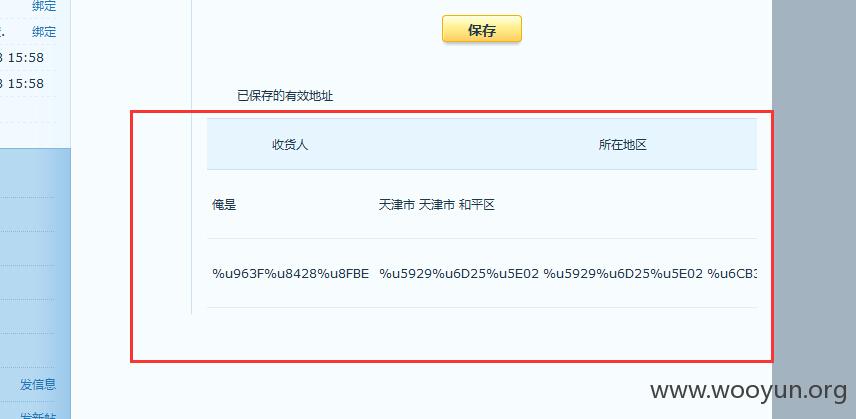 绑定
绑定
15:58
15:58
保存
已保存的有效地址
收货人 所在地区
俺是 天津市 天津市 和平区
%u963F%u8428%u8FBE %u5929%u6D25%u5E02 %u5929%u6D25%u5E02 %u6CB3
发信息
发新帖
www.wooyun.org